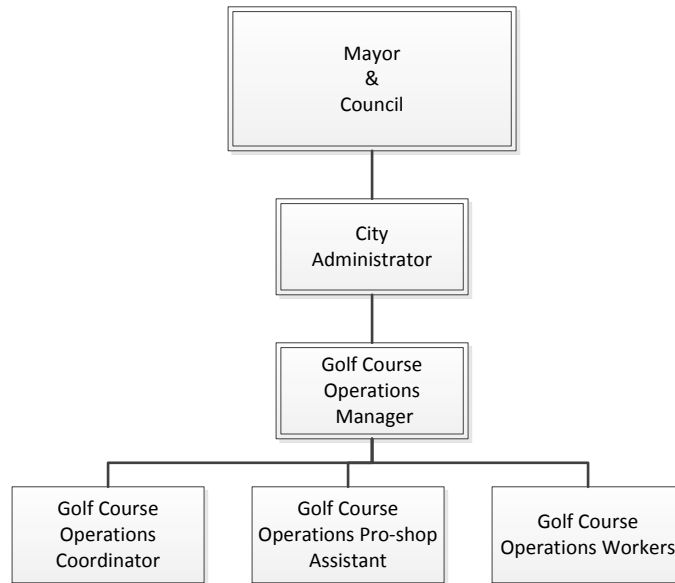 Mayor
&
Council
City
Administrator
Golf Course
Operations
Manager
Golf Course
Operations
Coordinator
Golf Course
Operations Pro-shop
Assistant
Golf Course
Operations Workers